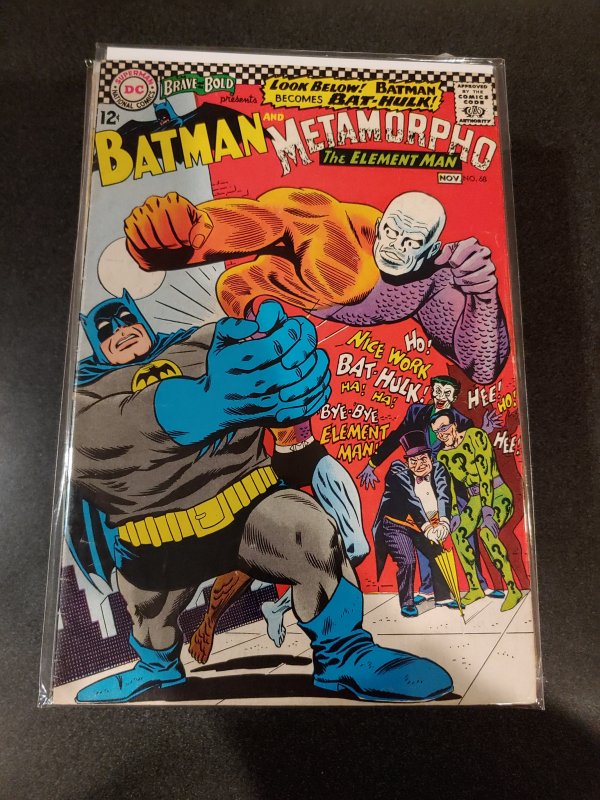 SUPERMAN
DC
NATIONAL COMICS
The BRAVE and the BOLD
presents
LOOK BELOW! BATMAN
BECOMES BAT-HULK!
APPROVED
BY THE
COMICS
CODE
AUTHORITY
12¢
BATMAN AND METAMORPHO
The ELEMENT MAN
NOV NO. 68
HO!
NICE WORK,
BAT-HULK!
HA! HA!
BYE-BYE
ELEMENT
MAN!
HEE!
HO!
HEE!